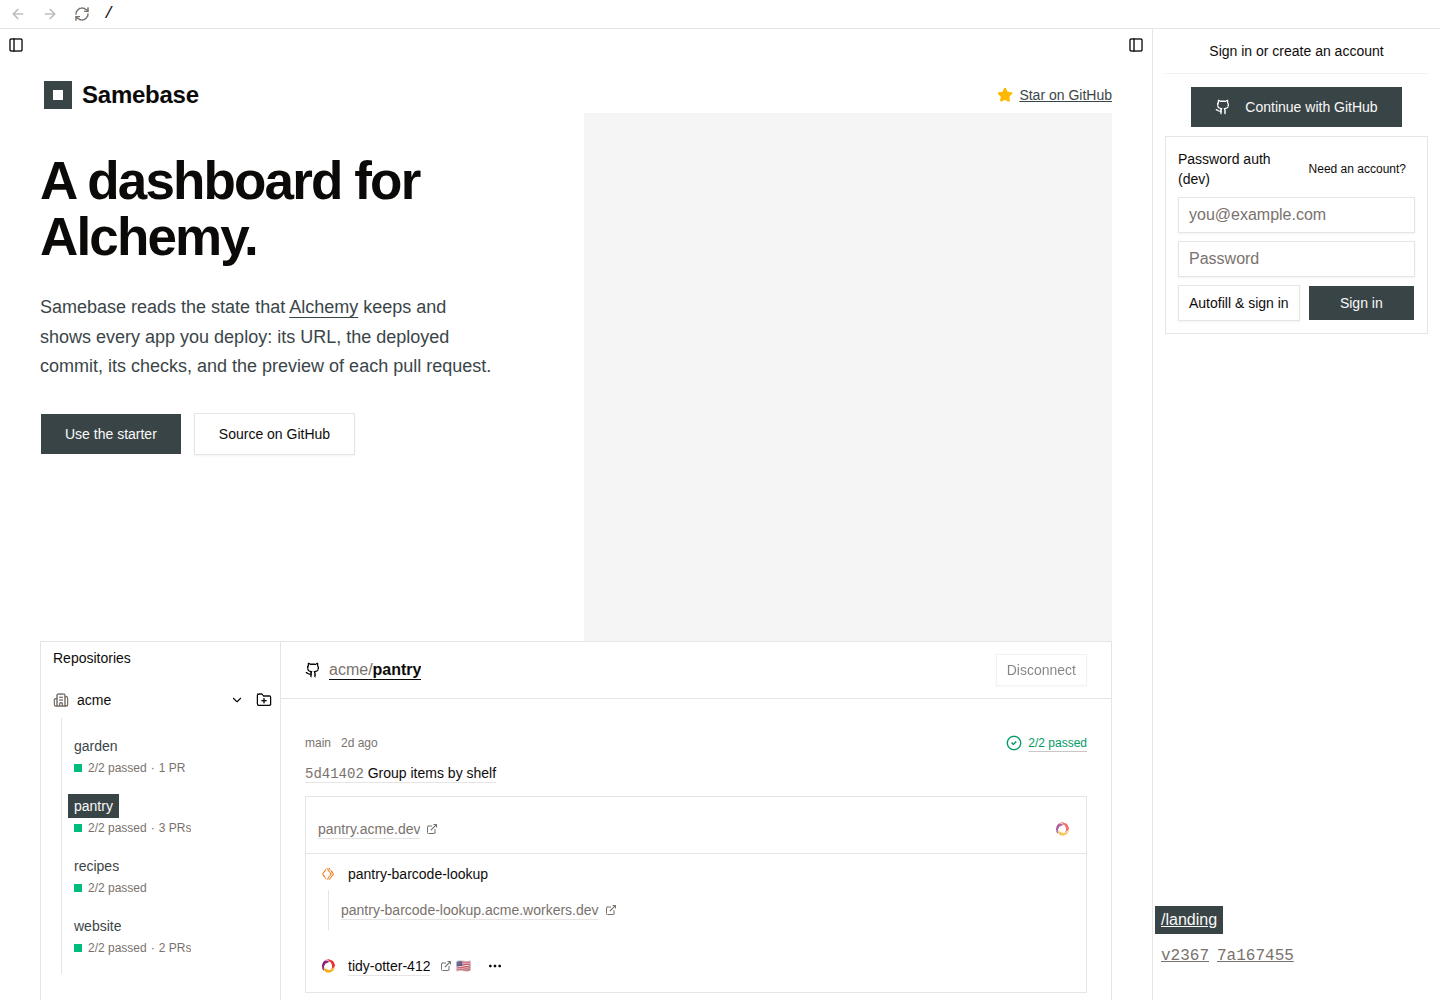 /
Samebase
Star on GitHub
A dashboard for
Alchemy.
Samebase reads the state that Alchemy keeps and
shows every app you deploy: its URL, the deployed
commit, its checks, and the preview of each pull request.
Use the starter
Source on GitHub
Sign in or create an account
Continue with GitHub
Password auth
(dev)
Need an account?
you@example.com
Password
Autofill & sign in
Sign in
Repositories
acme
garden
2/2 passed · 1 PR
pantry
2/2 passed · 3 PRs
recipes
2/2 passed
website
2/2 passed · 2 PRs
acme/pantry
Disconnect
main 2d ago
2/2 passed
5d41402 Group items by shelf
pantry.acme.dev
pantry-barcode-lookup
pantry-barcode-lookup.acme.workers.dev
tidy-otter-412
/landing
v2367 7a167455